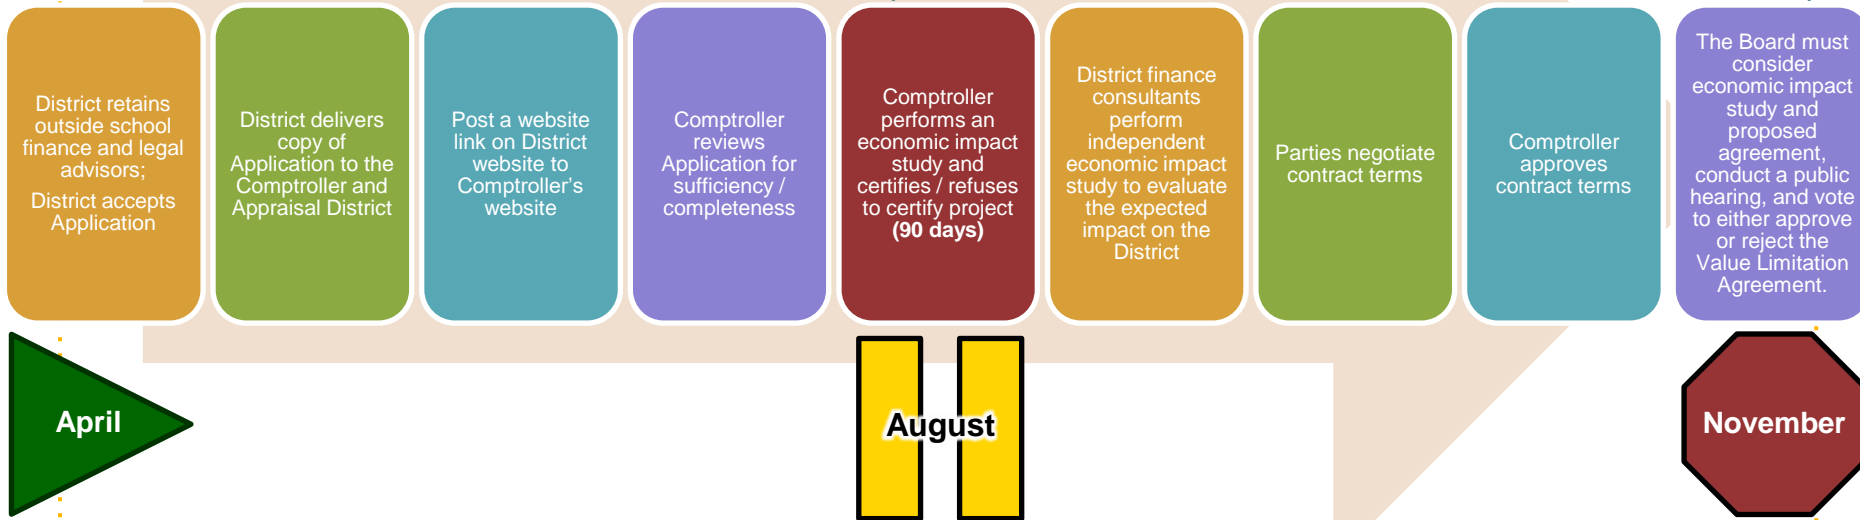 District retains
outside school
finance and legal
advisors;
District accepts
Application
District delivers
copy of
Application to the
Comptroller and
Appraisal District
Post a website
link on District
website to
Comptroller's
website
Comptroller
reviews
Application for
sufficiency /
completeness
Comptroller
performs an
economic impact
study and
certifies / refuses
to certify project
(90 days)
District finance
consultants
perform
independent
economic impact
study to evaluate
the expected
impact on the
District
Parties negotiate
contract terms
Comptroller
approves
contract terms
The Board must
consider
economic impact
study and
proposed
agreement,
conduct a public
hearing, and vote
to either approve
or reject the
Value Limitation
Agreement.
April
August
November